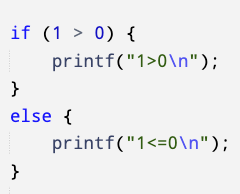 if (1 > 0) {
    printf("1>0\n");
}
else {
    printf("1<=0\n");
}